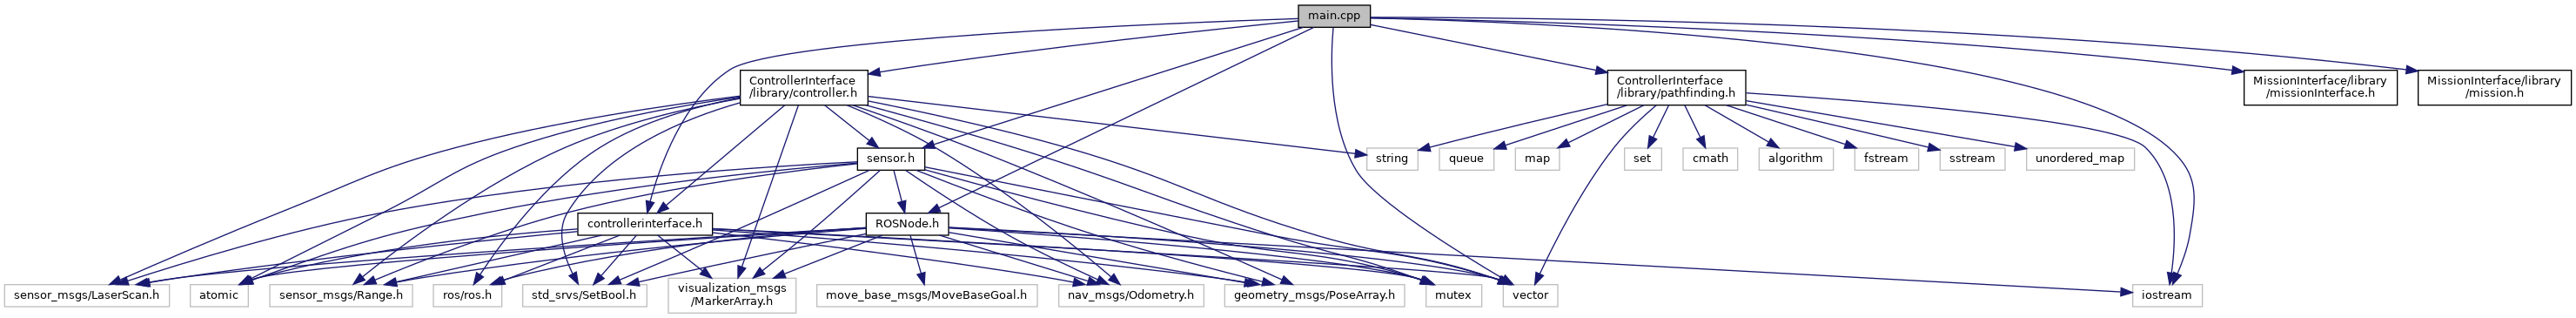 main.cpp
ControllerInterface
/library/controller.h
ControllerInterface
/library/pathfinding.h
MissionInterface/library
/missionInterface.h
MissionInterface/library
/mission.h
sensor.h
string
queue
map
set
cmath
algorithm
fstream
sstream
unordered_map
controllerinterface.h
ROSNode.h
sensor_msgs/LaserScan.h
atomic
sensor_msgs/Range.h
ros/ros.h
std_srvs/SetBool.h
visualization_msgs
/MarkerArray.h
move_base_msgs/MoveBaseGoal.h
nav_msgs/Odometry.h
geometry_msgs/PoseArray.h
mutex
vector
iostream